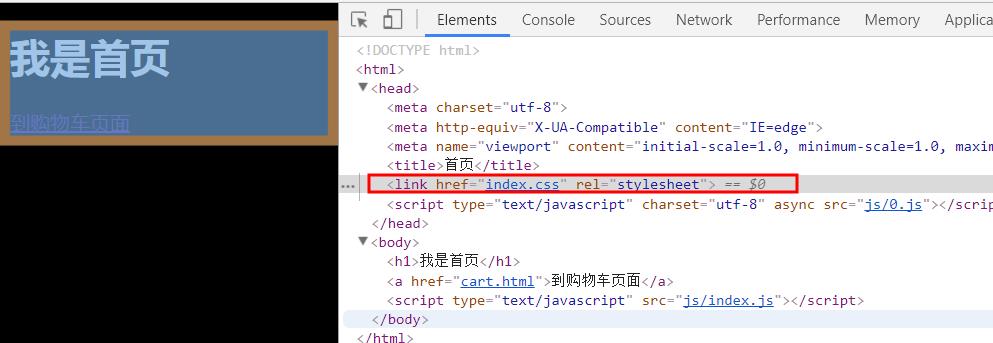 我是首页
到购物车页面
Elements Console Sources Network Performance Memory Applica
<!DOCTYPE html>
<html>
<head>
<meta charset="utf-8">
<meta http-equiv="X-UA-Compatible" content="IE=edge">
<meta name="viewport" content="initial-scale=1.0, minimum-scale=1.0, maxim
<title>首页</title>
<link href="index.css" rel="stylesheet"> == $0
<script type="text/javascript" charset="utf-8" async src="js/0.js"></scrip
</head>
<body>
<h1>我是首页</h1>
<a href="cart.html">到购物车页面</a>
<script type="text/javascript" src="js/index.js"></script>
</body>
</html>